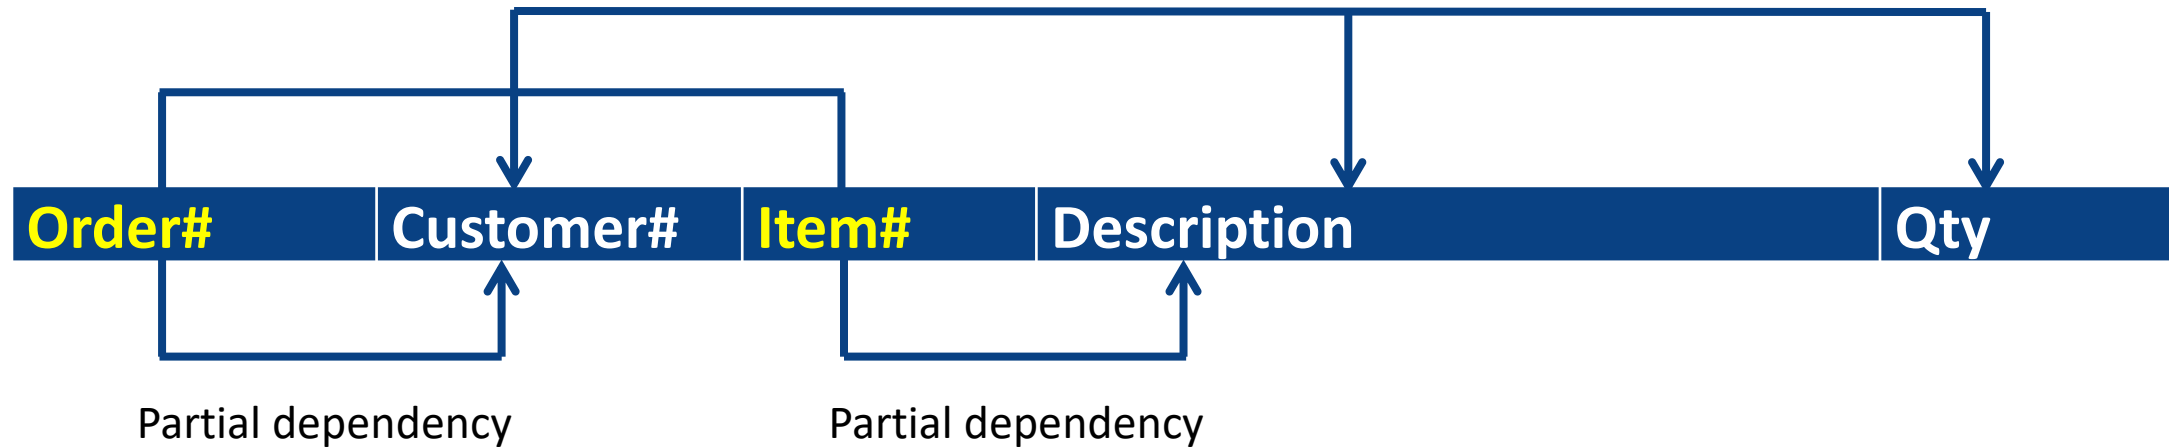 Order# Customer# Item# Description Qty
Partial dependency Partial dependency